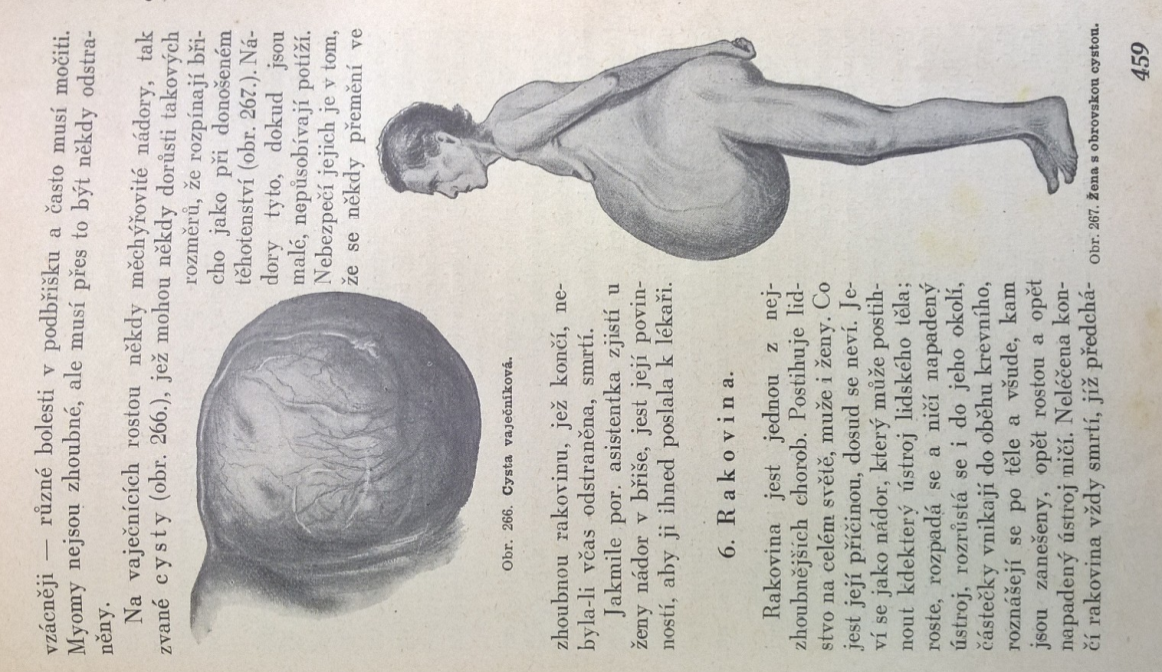 vzácněji — různé bolesti v podbřišku a často musí močiti.
Myomy nejsou zhoubné, ale musí přes to být někdy odstra-
něny.
Na vaječnících rostou někdy měchýřovité nádory, tak
zvané cysty (obr. 266.), jež mohou někdy dorůsti takových
rozměrů, že rozpínají bři-
cho jako při donošeném
těhotenství (obr. 267.). Ná-
dory tyto, dokud jsou
malé, nepůsobívají potíží.
Nebezpečí jejich je v tom,
že se někdy přemění ve
Obr. 266. Cysta vaječníková.
zhoubnou rakovinu, jež končí, ne-
byla-li včas odstraněna, smrtí.
Jakmile por. asistentka zjistí u
ženy nádor v břiše, jest její povin-
ností, aby ji ihned poslala k lékaři.
6. Rakovina.
Rakovina jest jednou z nej-
zhoubnějších chorob. Postihuje lid-
stvo na celém světě, muže i ženy. Co
jest její příčinou, dosud se neví. Je-
ví se jako nádor, který může postih-
nout kdekterý ústroj lidského těla;
roste, rozpadá se a ničí napadený
ústroj, rozrůstá se i do jeho okolí,
částečky vnikají do oběhu krevního,
roznášejí se po těle a všude, kam
jsou zanešeny, opět rostou a opět
napadený ústroj ničí. Neléčena kon-
čí rakovina vždy smrtí, jíž předchá-
Obr. 267. Žena s obrovskou cystou.
459